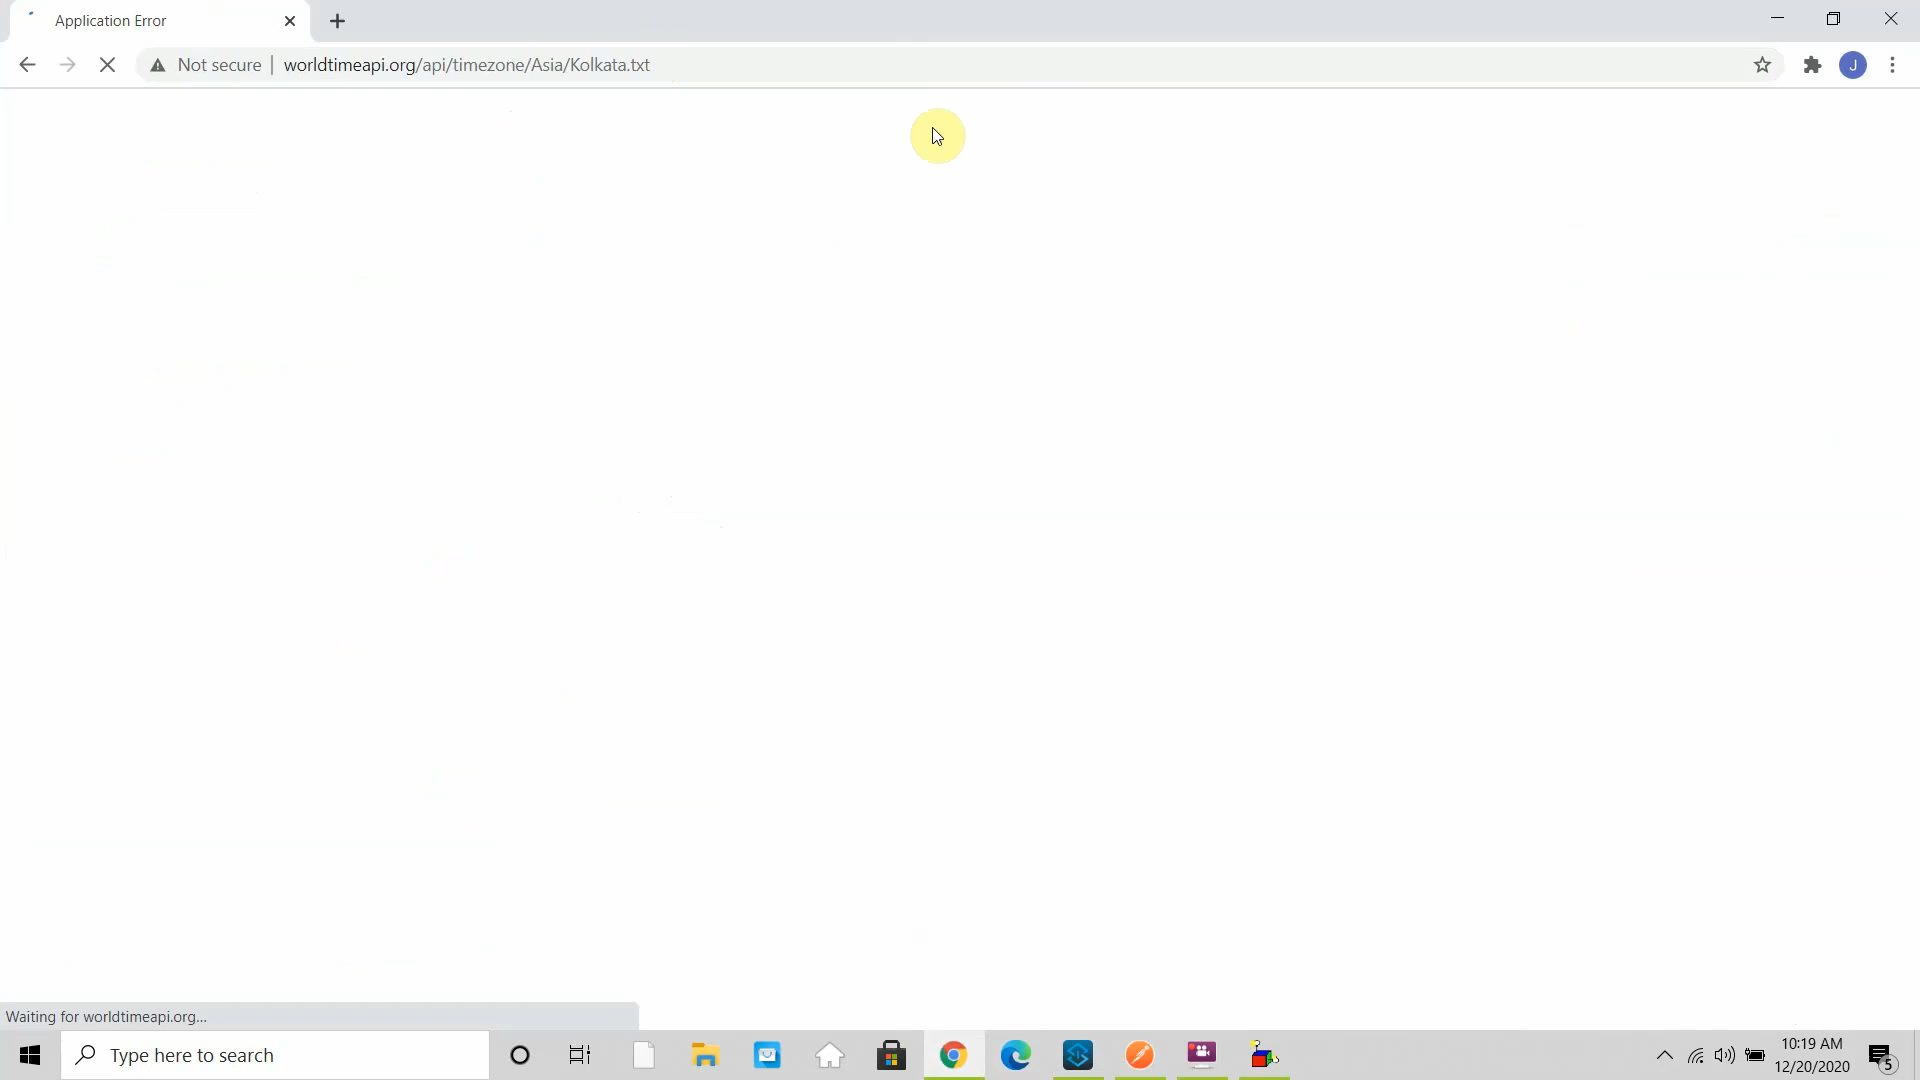 Application Error
Not secure
worldtimeapi.org/api/timezone/Asia/Kolkata.txt
J
Waiting for worldtimeapi.org...
Type here to search
10:19 AM
12/20/2020
5